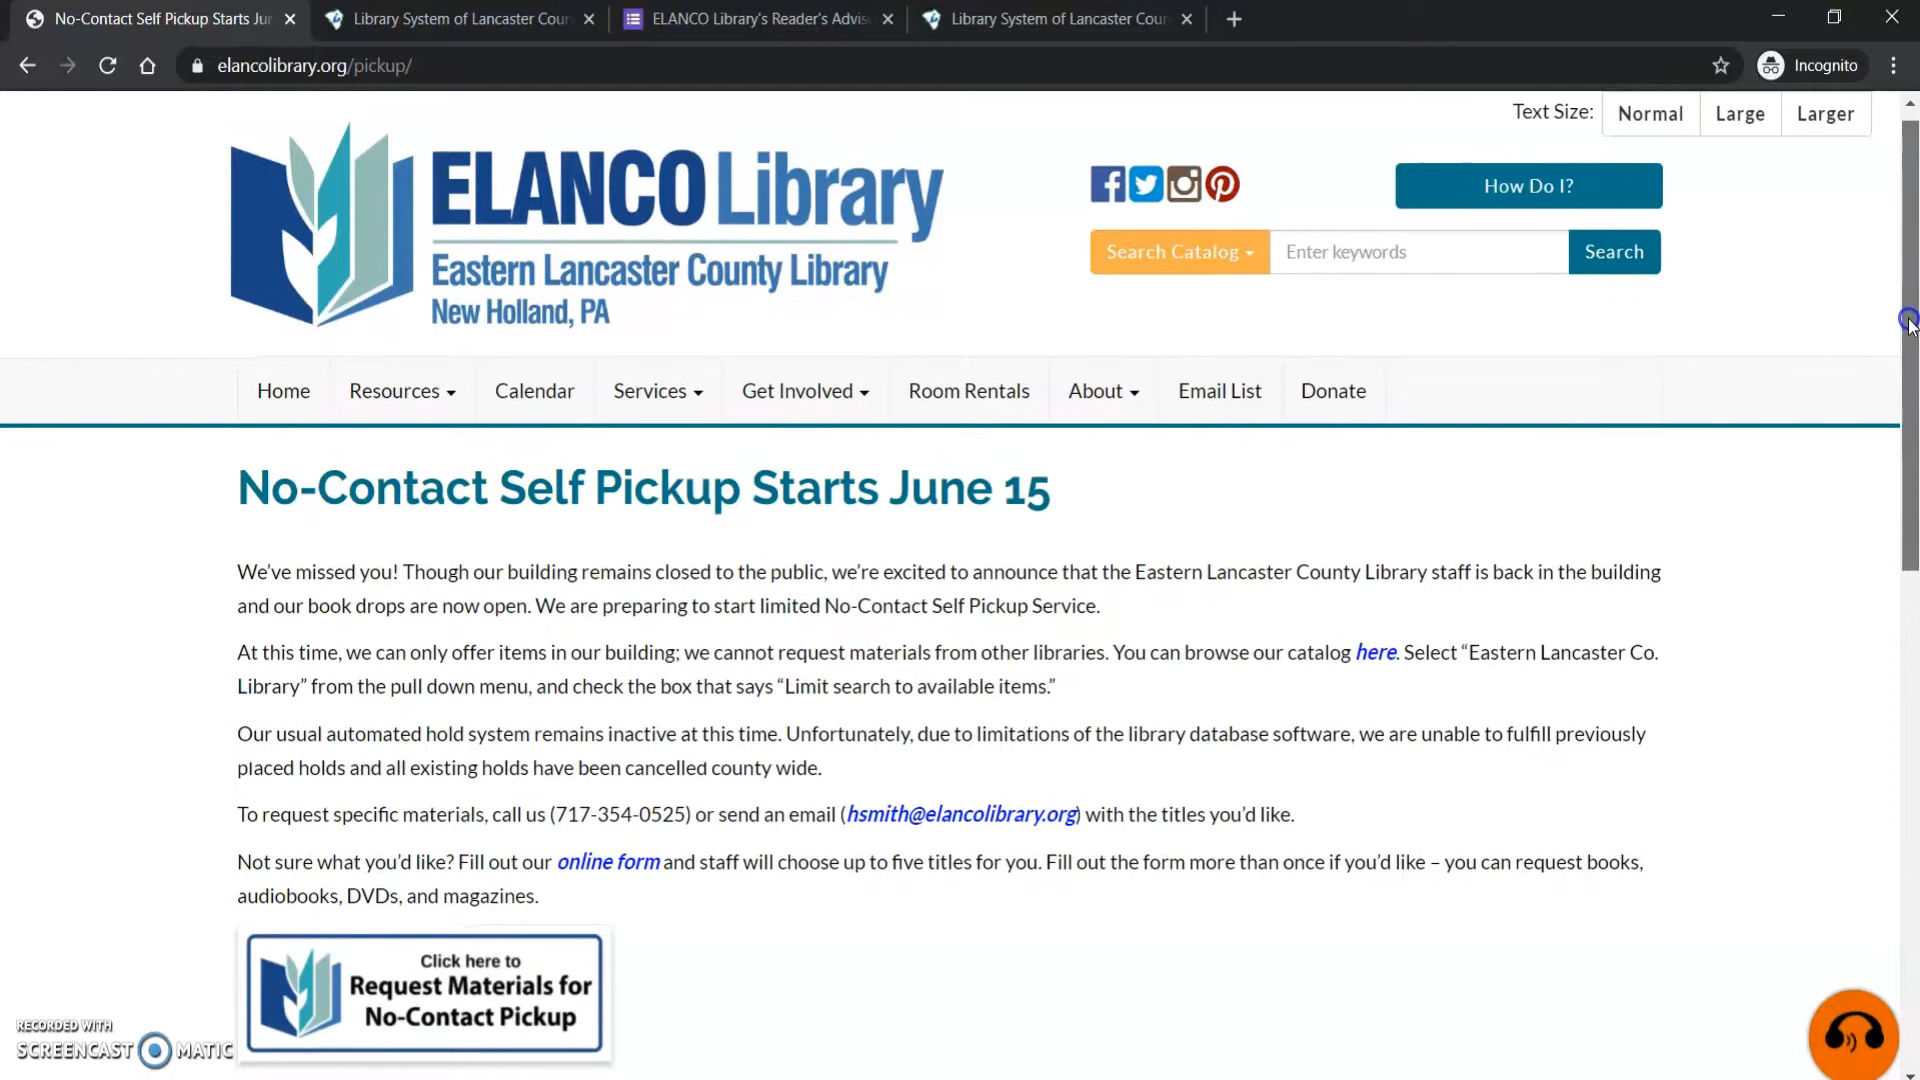 No-Contact Self Pickup Starts Jun
Library System of Lancaster Coun
ELANCO Library's Reader's Advis
Library System of Lancaster Coun
elancolibrary.org/pickup/
Incognito
Text Size: Normal Large Larger
ELANCO Library
Eastern Lancaster County Library
New Holland, PA
How Do I?
Search Catalog Enter keywords Search
Home Resources Calendar Services Get Involved Room Rentals About Email List Donate
No-Contact Self Pickup Starts June 15
We’ve missed you! Though our building remains closed to the public, we’re excited to announce that the Eastern Lancaster County Library staff is back in the building
and our book drops are now open. We are preparing to start limited No-Contact Self Pickup Service.
At this time, we can only offer items in our building; we cannot request materials from other libraries. You can browse our catalog here. Select “Eastern Lancaster Co.
Library” from the pull down menu, and check the box that says “Limit search to available items.”
Our usual automated hold system remains inactive at this time. Unfortunately, due to limitations of the library database software, we are unable to fulfill previously
placed holds and all existing holds have been cancelled county wide.
To request specific materials, call us (717-354-0525) or send an email (hsmith@elancolibrary.org) with the titles you’d like.
Not sure what you’d like? Fill out our online form and staff will choose up to five titles for you. Fill out the form more than once if you’d like – you can request books,
audiobooks, DVDs, and magazines.
Click here to
Request Materials for
No-Contact Pickup
RECORDED WITH
SCREENCAST MATIC